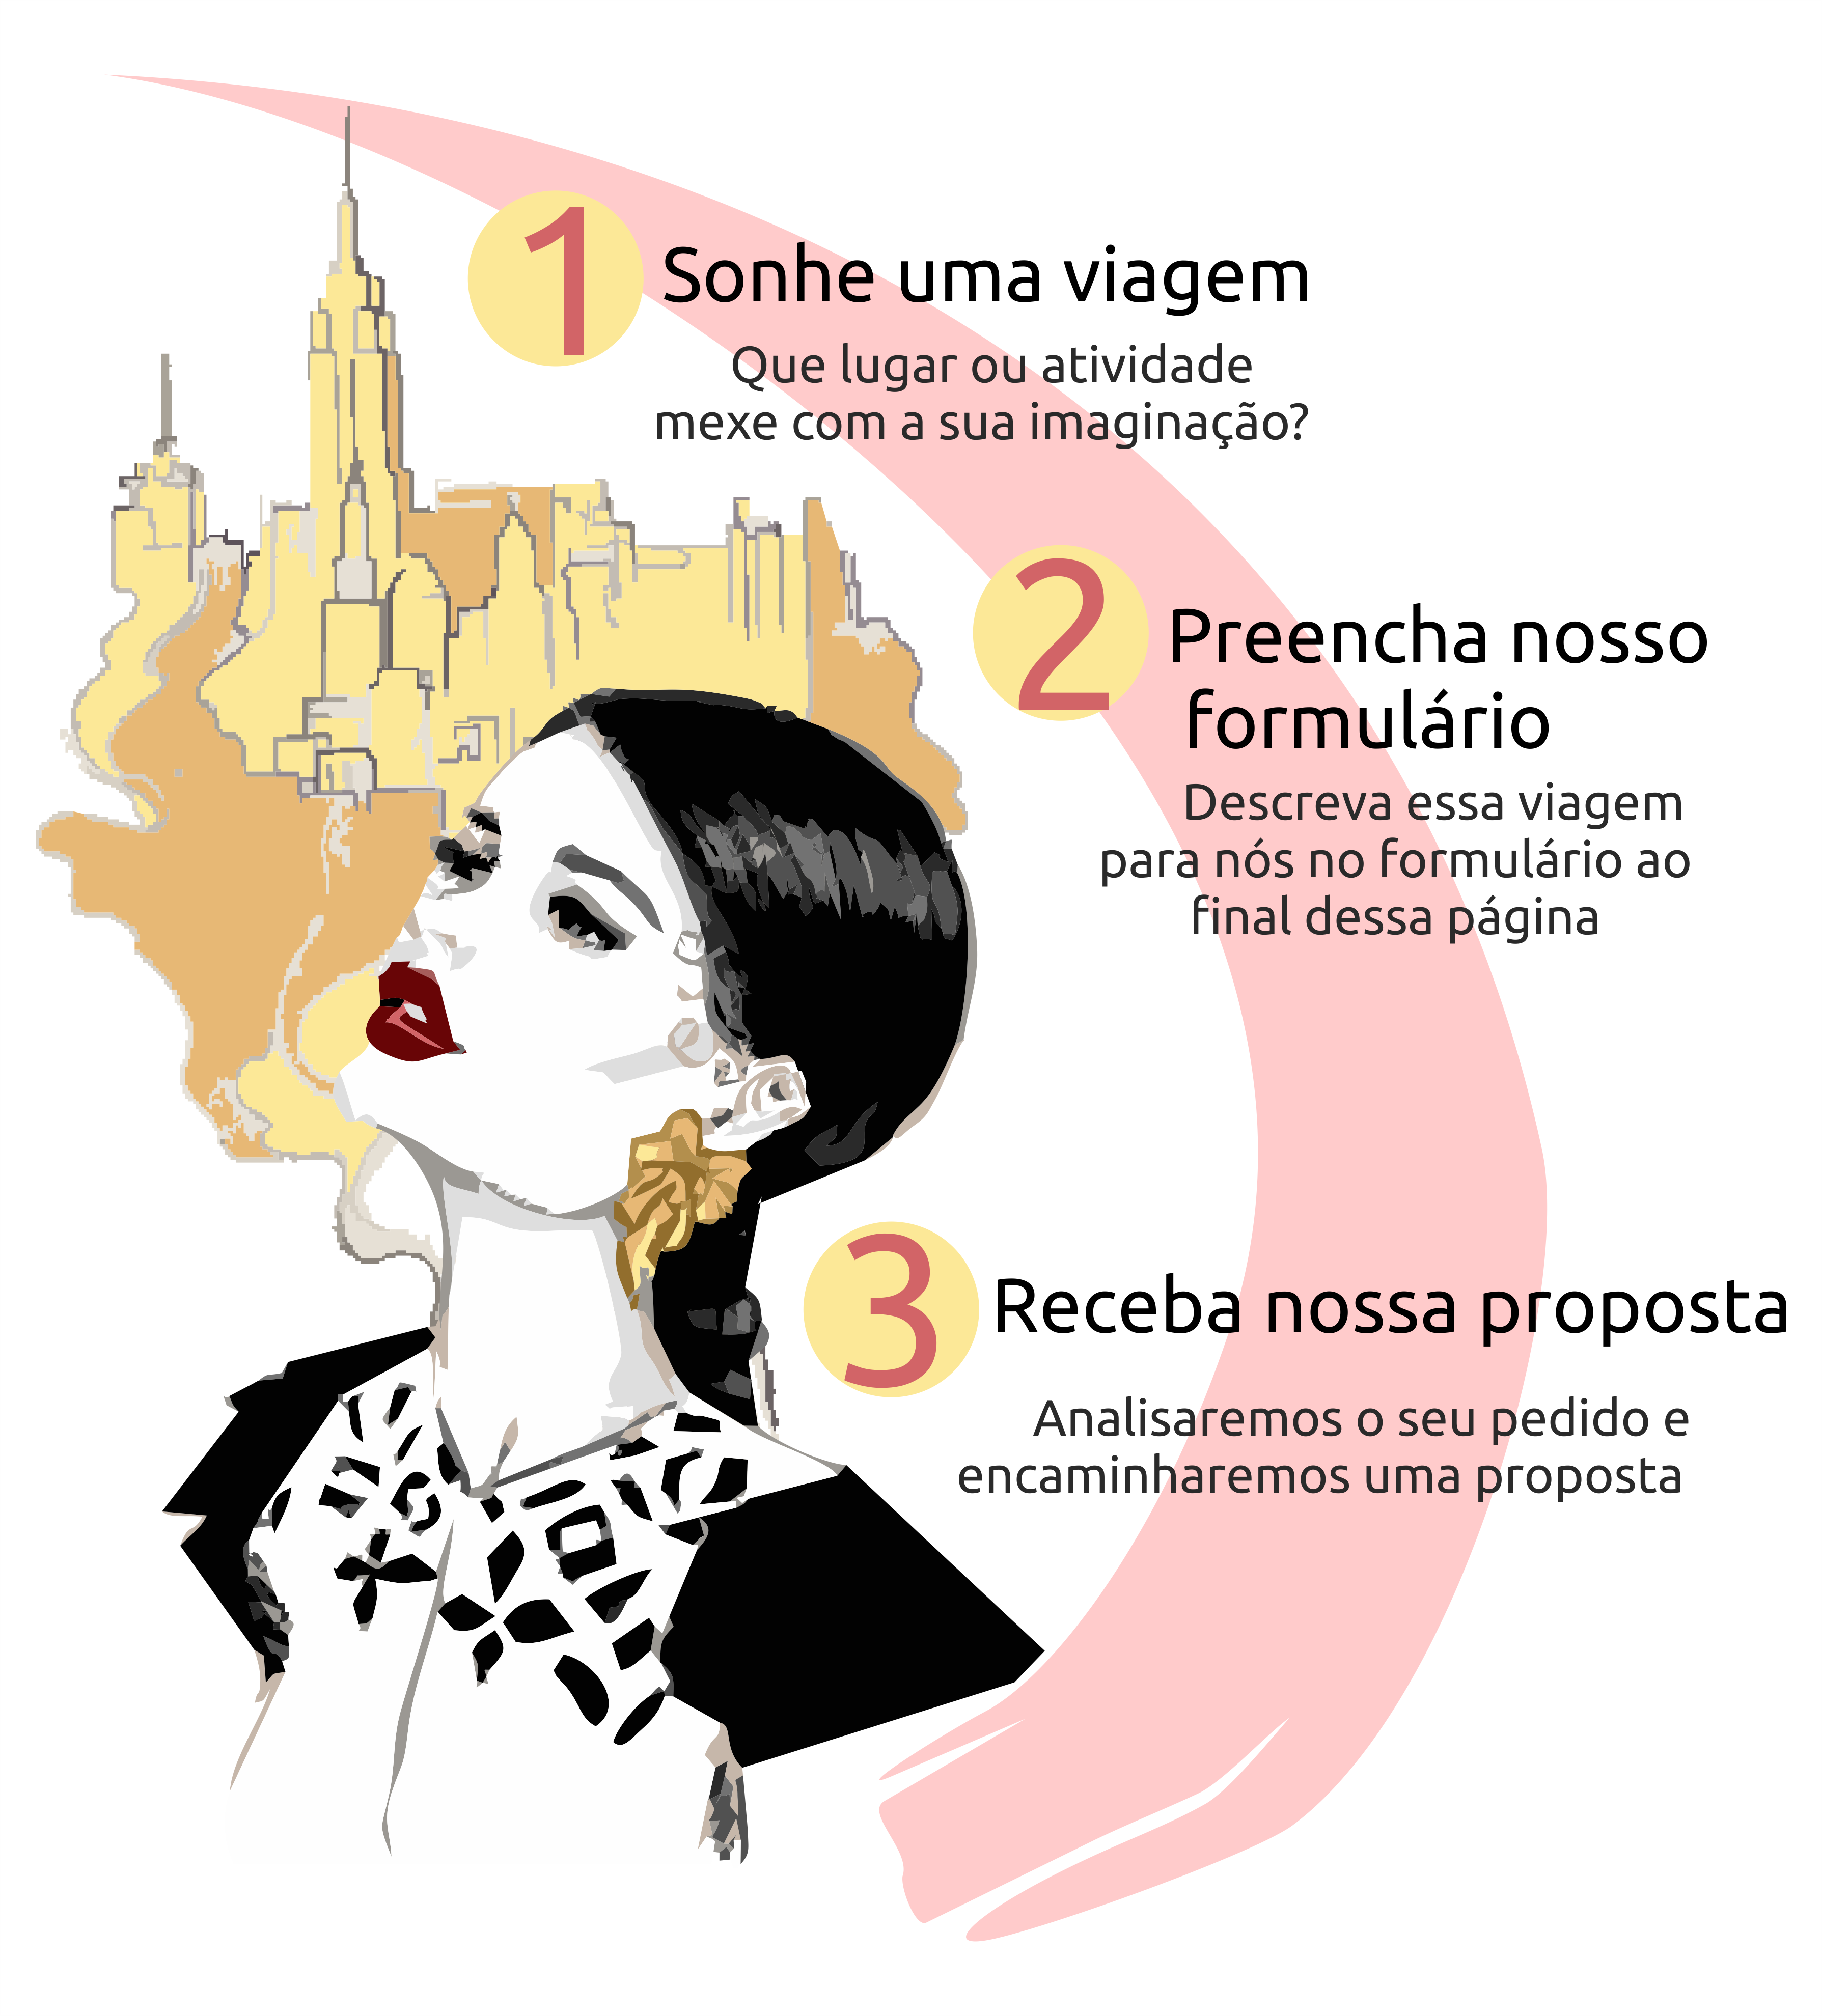 1
Sonhe uma viagem
Que lugar ou atividade
mexe com a sua imaginação?
2
Preencha nosso
formulário
Descreva essa viagem
para nós no formulário ao
final dessa página
3
Receba nossa proposta
Analisaremos o seu pedido e
encaminharemos uma proposta